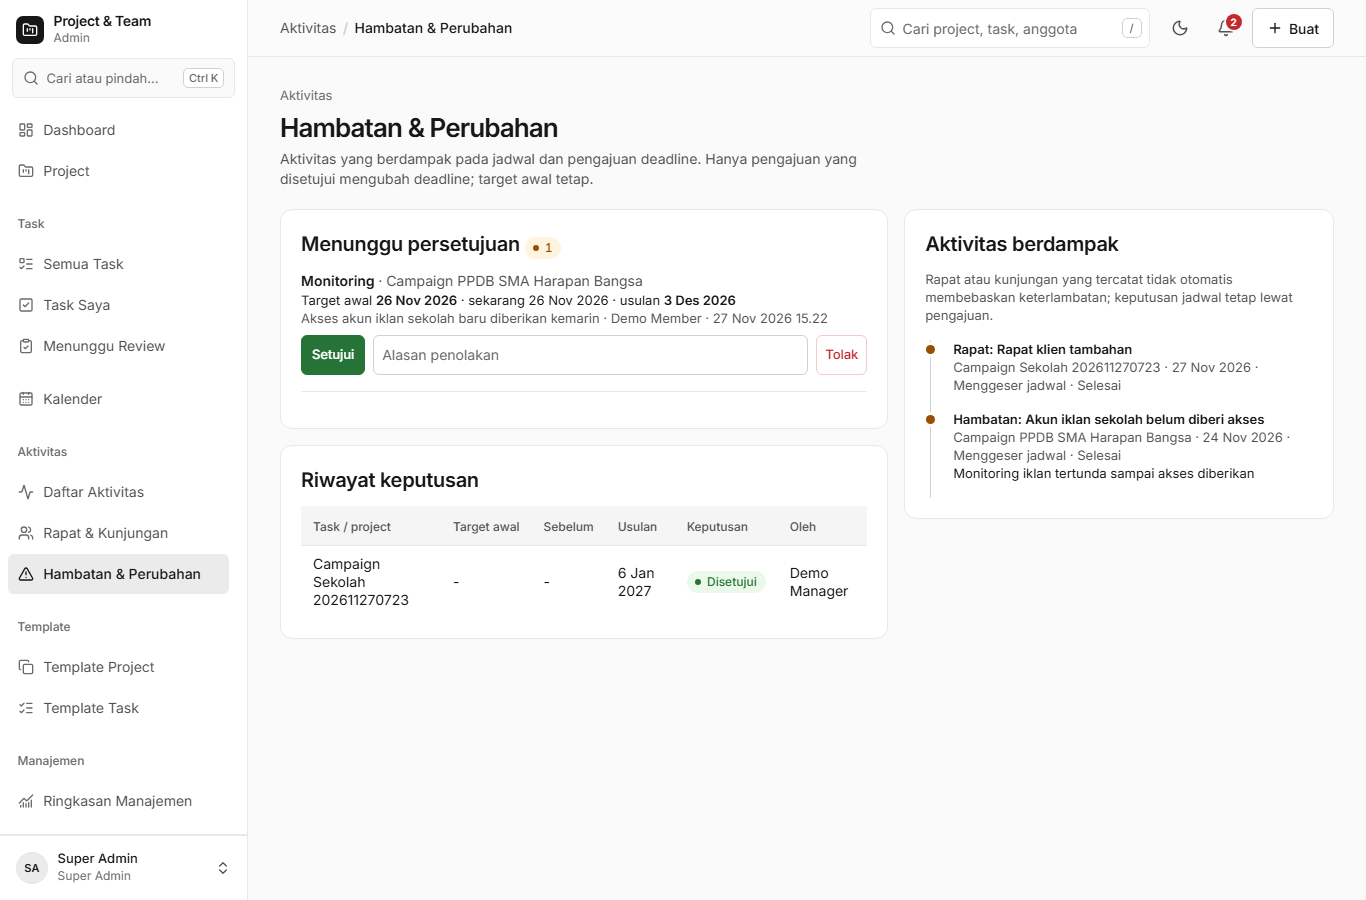 Project & Team
Admin
Cari atau pindah...
Ctrl K
Dashboard
Project
Task
Semua Task
Task Saya
Menunggu Review
Kalender
Aktivitas
Daftar Aktivitas
Rapat & Kunjungan
Hambatan & Perubahan
Template
Template Project
Template Task
Manajemen
Ringkasan Manajemen
SA
Super Admin
Super Admin
Aktivitas / Hambatan & Perubahan
Cari project, task, anggota
/
2
Buat
Aktivitas
Hambatan & Perubahan
Aktivitas yang berdampak pada jadwal dan pengajuan deadline. Hanya pengajuan yang
disetujui mengubah deadline; target awal tetap.
Menunggu persetujuan 1
Monitoring · Campaign PPDB SMA Harapan Bangsa
Target awal 26 Nov 2026 · sekarang 26 Nov 2026 · usulan 3 Des 2026
Akses akun iklan sekolah baru diberikan kemarin · Demo Member · 27 Nov 2026 15.22
Setujui
Alasan penolakan
Tolak
Riwayat keputusan
Task / project Target awal Sebelum Usulan Keputusan Oleh
Campaign
Sekolah
202611270723
-
-
6 Jan
2027
Disetujui
Demo
Manager
Aktivitas berdampak
Rapat atau kunjungan yang tercatat tidak otomatis
membebaskan keterlambatan; keputusan jadwal tetap lewat
pengajuan.
Rapat: Rapat klien tambahan
Campaign Sekolah 202611270723 · 27 Nov 2026 ·
Menggeser jadwal · Selesai
Hambatan: Akun iklan sekolah belum diberi akses
Campaign PPDB SMA Harapan Bangsa · 24 Nov 2026 ·
Menggeser jadwal · Selesai
Monitoring iklan tertunda sampai akses diberikan